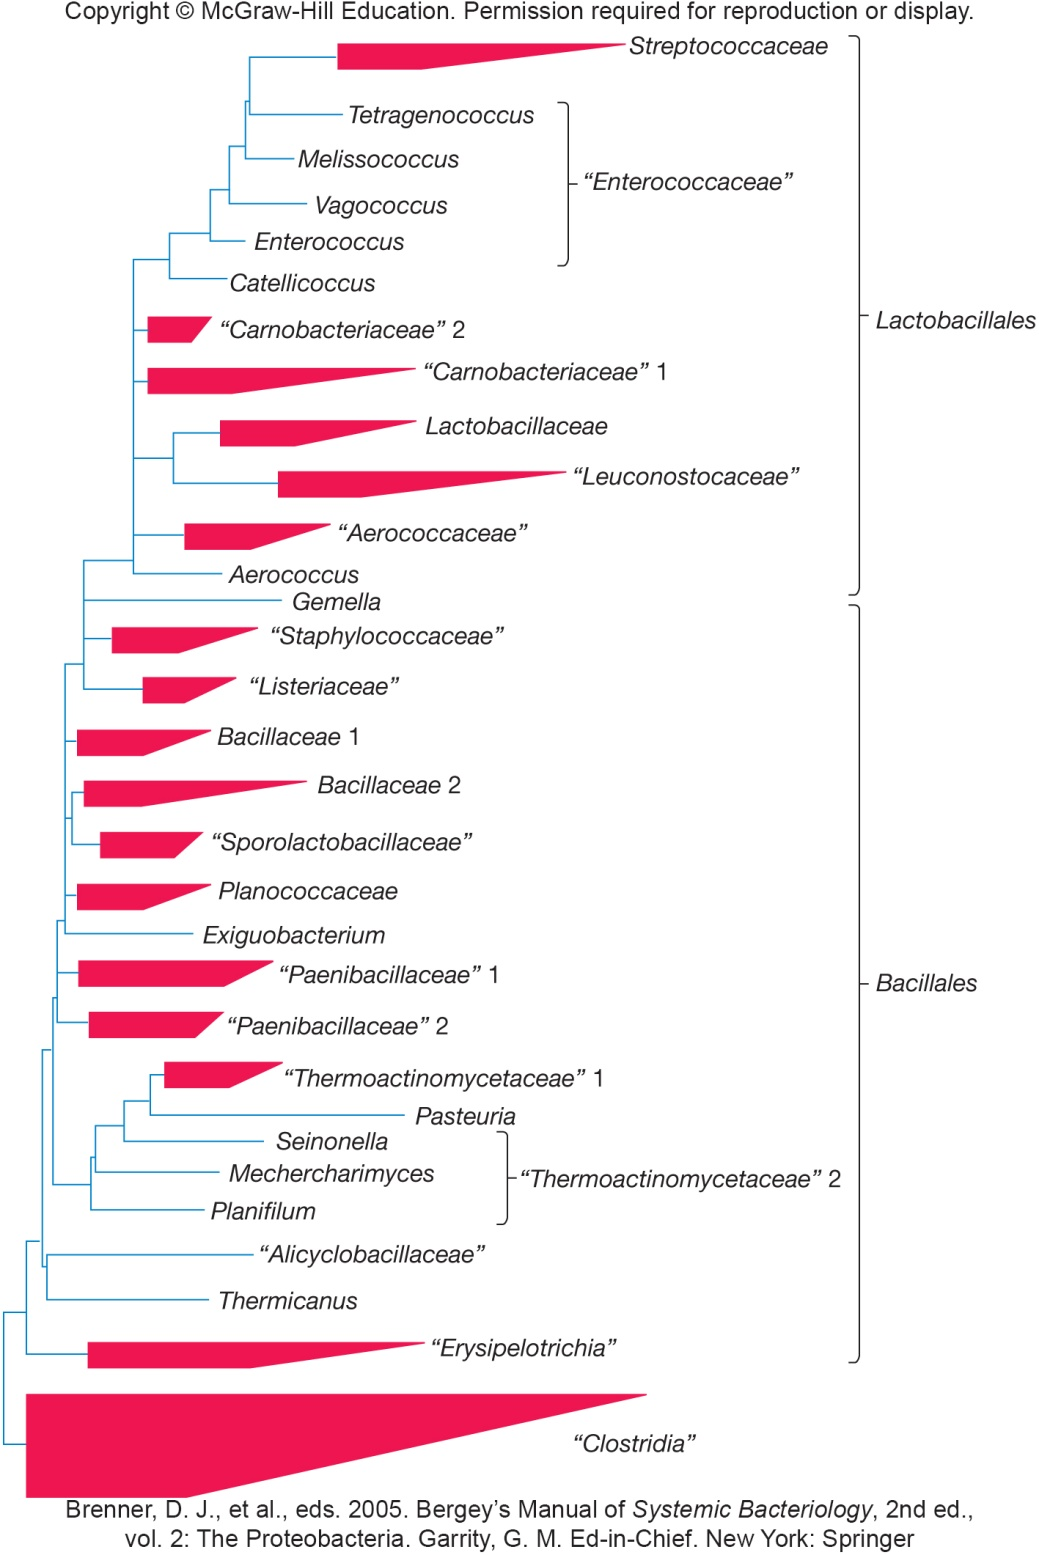 Copyright © McGraw-Hill Education. Permission required for reproduction or display.
Streptococcaceae
Tetragenococcus
Melissococcus
“Enterococcaceae”
Vagococcus
Enterococcus
Catellicoccus
Lactobacillales
“Carnobacteriaceae” 2
“Carnobacteriaceae” 1
Lactobacillaceae
“Leuconostocaceae”
“Aerococcaceae”
Aerococcus
Gemella
“Staphylococcaceae”
“Listeriaceae”
Bacillaceae 1
Bacillaceae 2
“Sporolactobacillaceae”
Planococcaceae
Exiguobacterium
“Paenibacillaceae” 1
Bacillales
“Paenibacillaceae” 2
“Thermoactinomycetaceae” 1
Pasteuria
Seinonella
Mechercharimyces
“Thermoactinomycetaceae” 2
Planifilum
“Alicyclobacillaceae”
Thermicanus
“Erysipelotrichia”
“Clostridia”
Brenner, D. J., et al., eds. 2005. Bergey’s Manual of Systemic Bacteriology, 2nd ed.,
vol. 2: The Proteobacteria. Garrity, G. M. Ed-in-Chief. New York: Springer